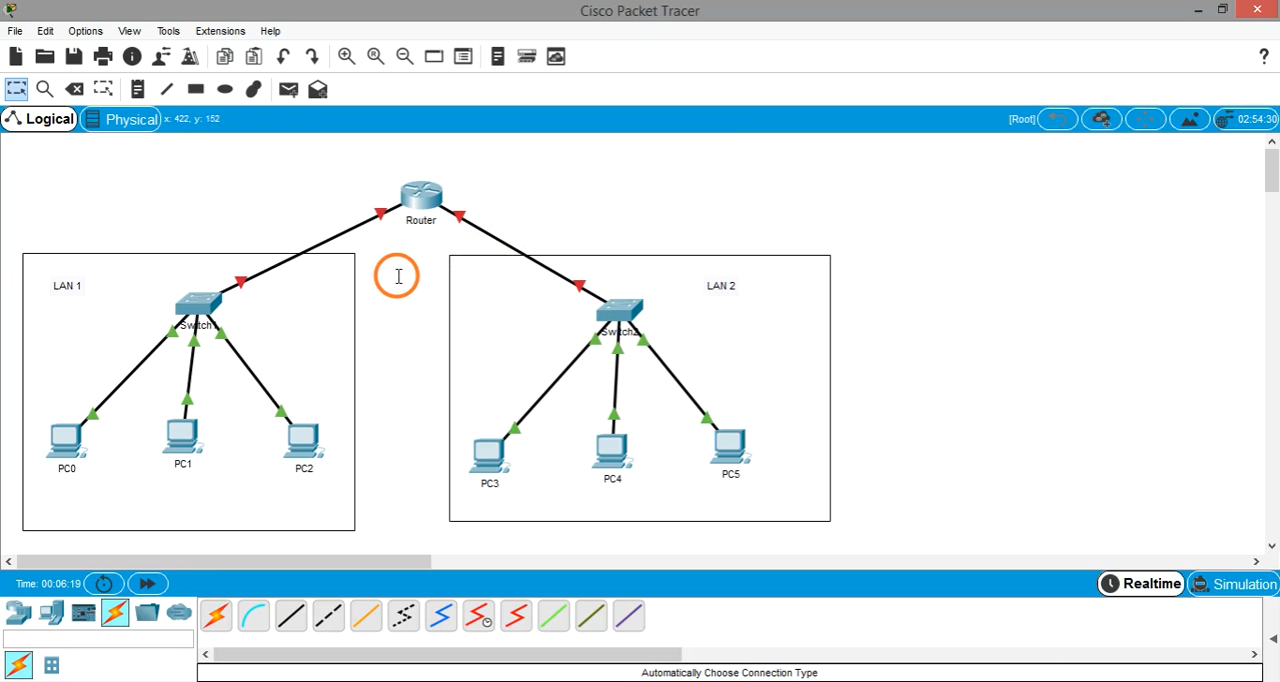 Cisco Packet Tracer
File Edit Options View Tools Extensions Help
?
Logical Physical x: 422, y: 152 [Root] 02:54:30
Router
LAN 1 LAN 2
Switch1
Switch2
PC0 PC1 PC2 PC3 PC4 PC5
Time: 00:06:19 Realtime Simulation
Automatically Choose Connection Type